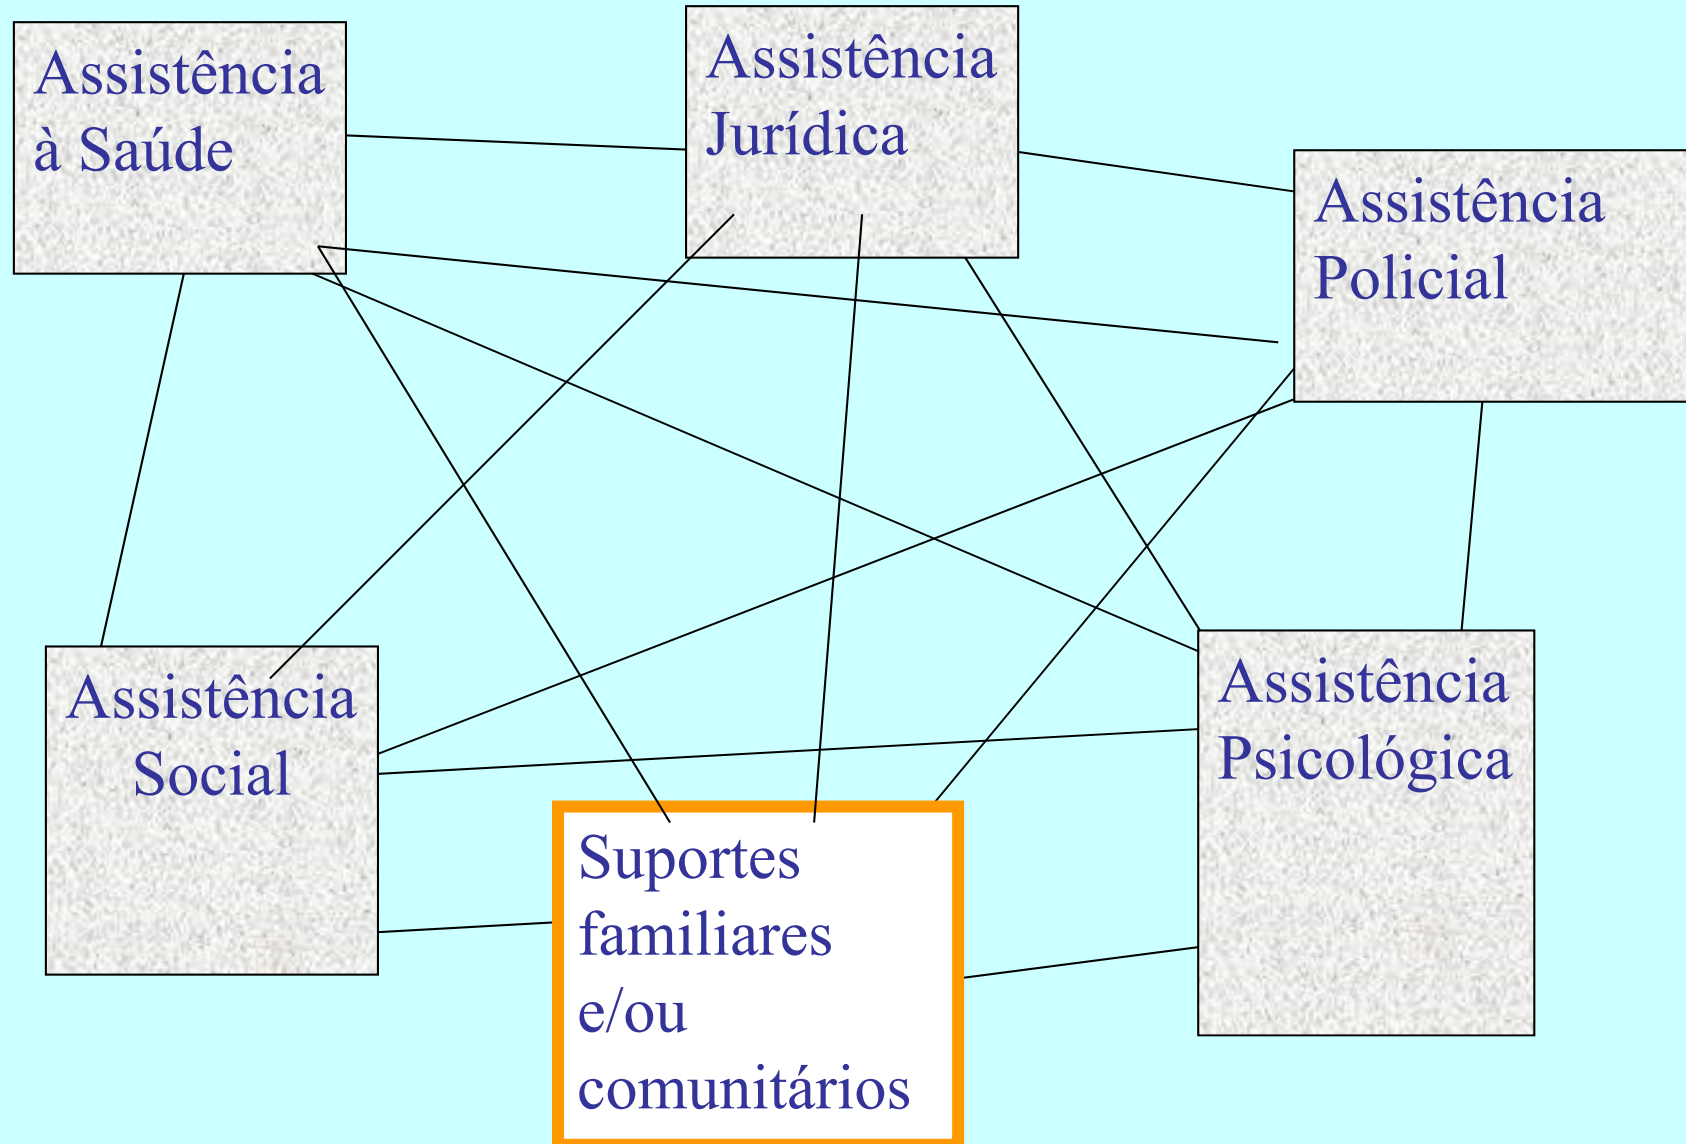 Assistência
à Saúde
Assistência
Jurídica
Assistência
Policial
Assistência
Social
Suportes
familiares
e/ou
comunitários
Assistência
Psicológica